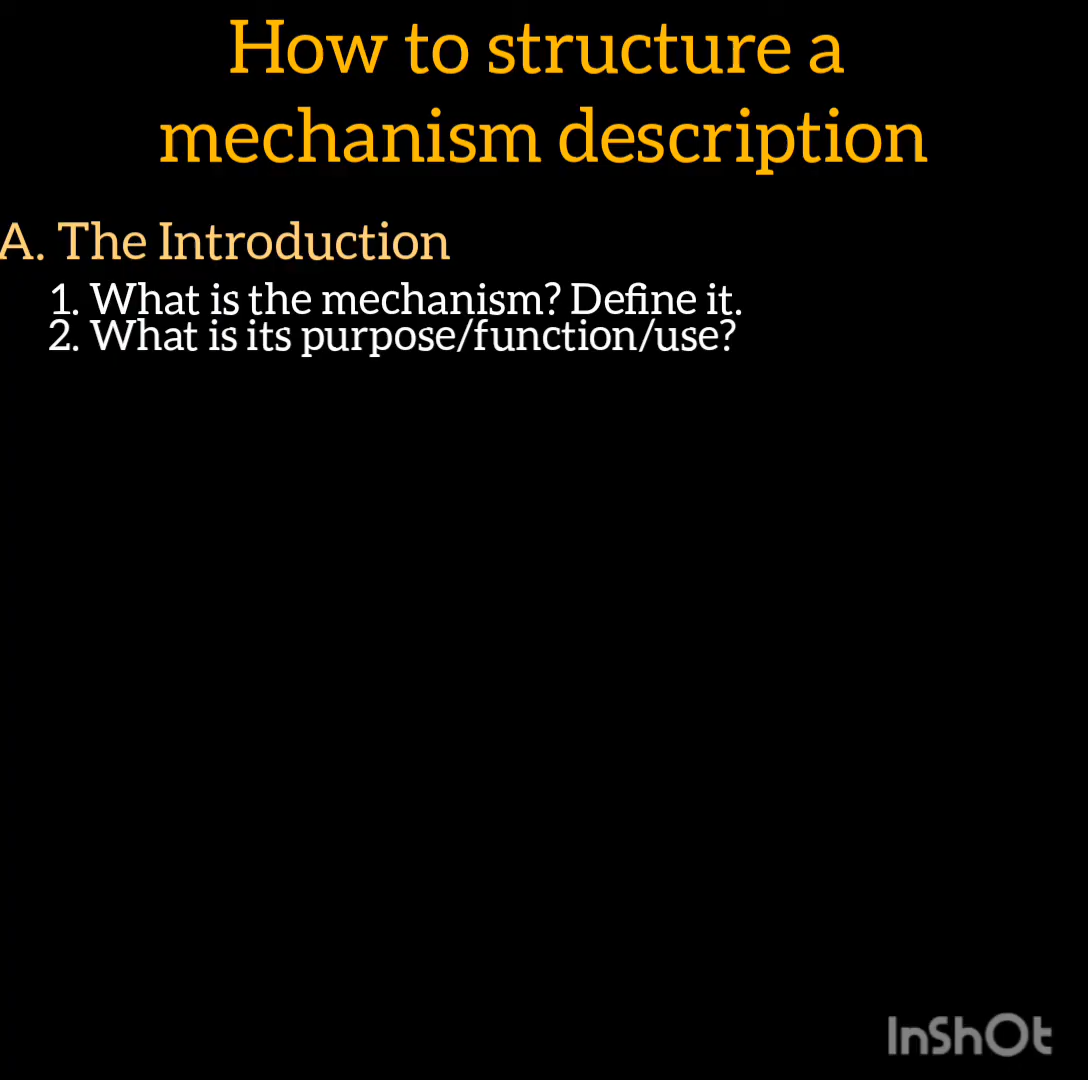 How to structure a
mechanism description
A. The Introduction
1. What is the mechanism? Define it.
2. What is its purpose/function/use?
InShOt